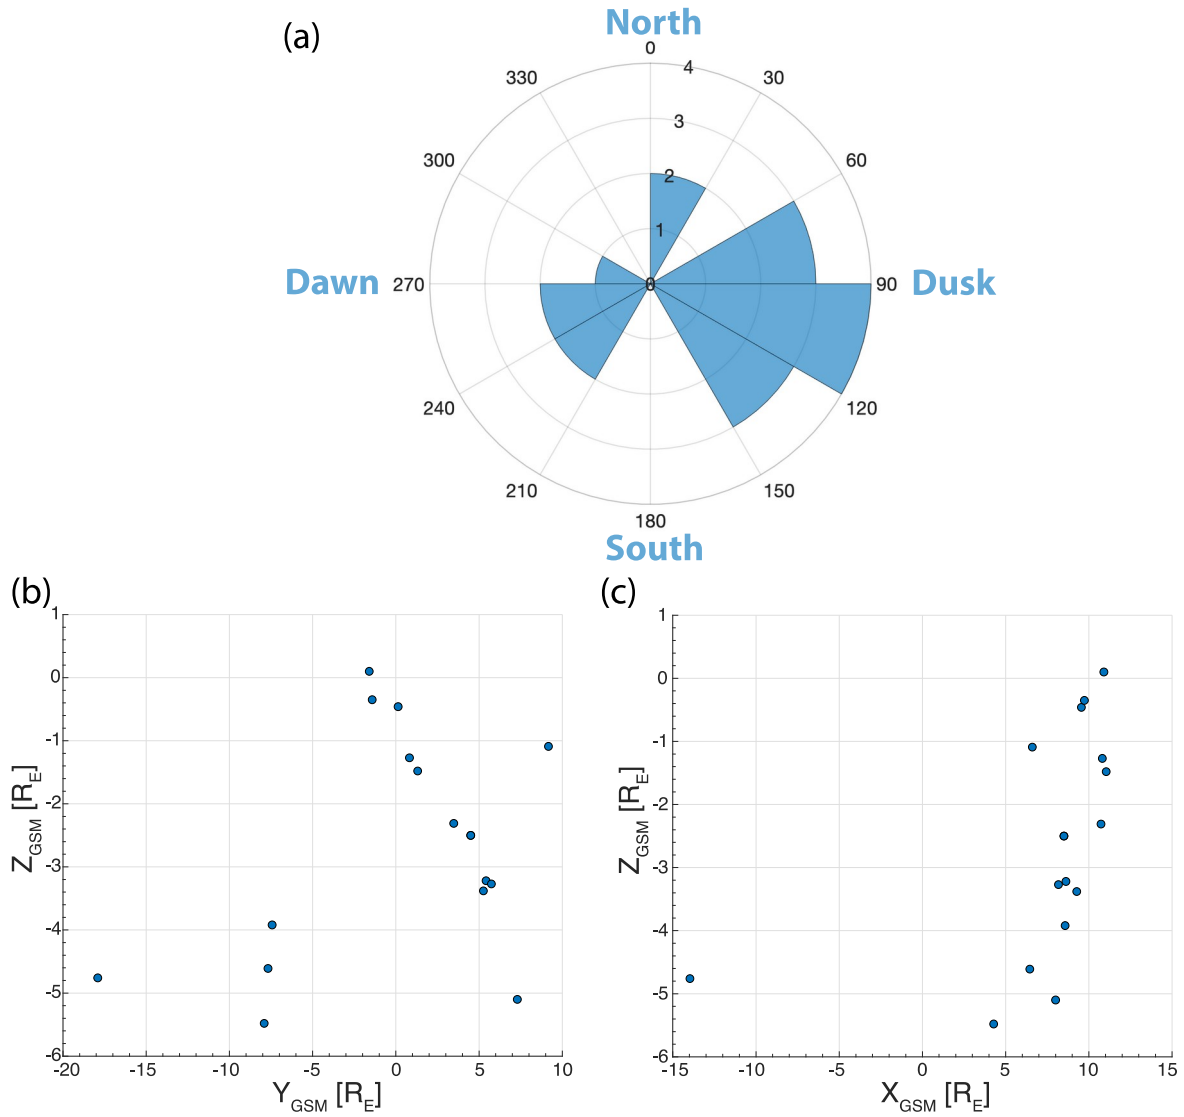 (a)
North
0
330
4
30
3
300
60
2
1
Dawn 270
0
90 Dusk
240
120
210
150
180
South
(b)
(c)
1
0
-1
-2
-3
-4
-5
-6
Z_GSM [R_E]
-20 -15 -10 -5 0 5 10
Y_GSM [R_E]
1
0
-1
-2
-3
-4
-5
-6
Z_GSM [R_E]
-15 -10 -5 0 5 10 15
X_GSM [R_E]